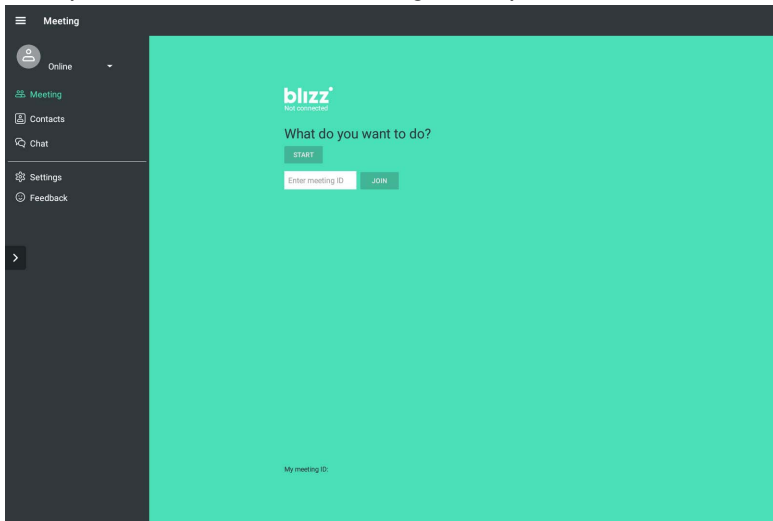 Meeting
Online
Meeting
Contacts
Chat
Settings
Feedback
blizz
Not connected
What do you want to do?
START
Enter meeting ID
JOIN
My meeting ID: